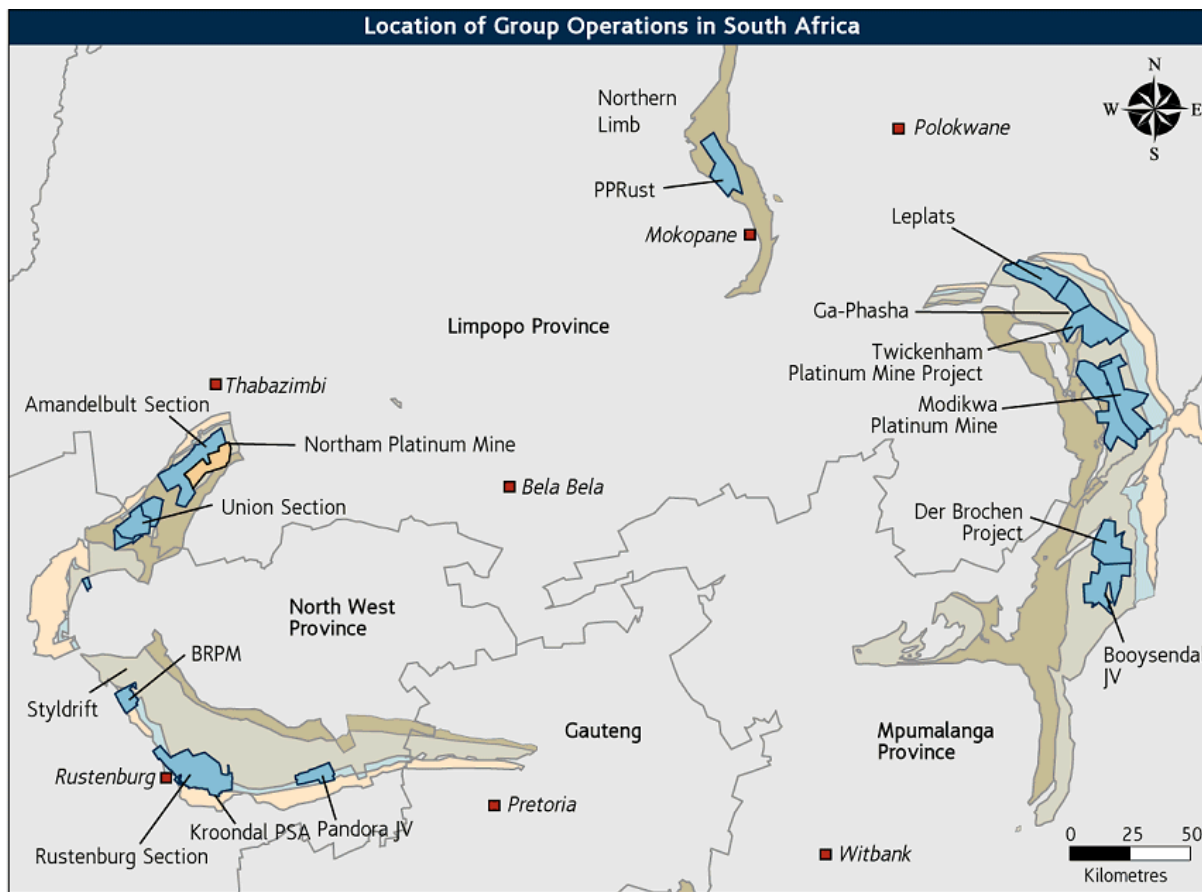 Location of Group Operations in South Africa
N
W
E
S
Northern
Limb
Polokwane
PPRust
Leplats
Mokopane
Ga-Phasha
Limpopo Province
Twickenham
Platinum Mine Project
Thabazimbi
Amandelbult Section
Modikwa
Platinum Mine
Northam Platinum Mine
Bela Bela
Union Section
Der Brochen
Project
North West
Province
BRPM
Booysendal
JV
Styldrift
Gauteng
Mpumalanga
Province
Rustenburg
Pretoria
Kroondal PSA
Pandora JV
Rustenburg Section
Witbank
0
25
50
Kilometres